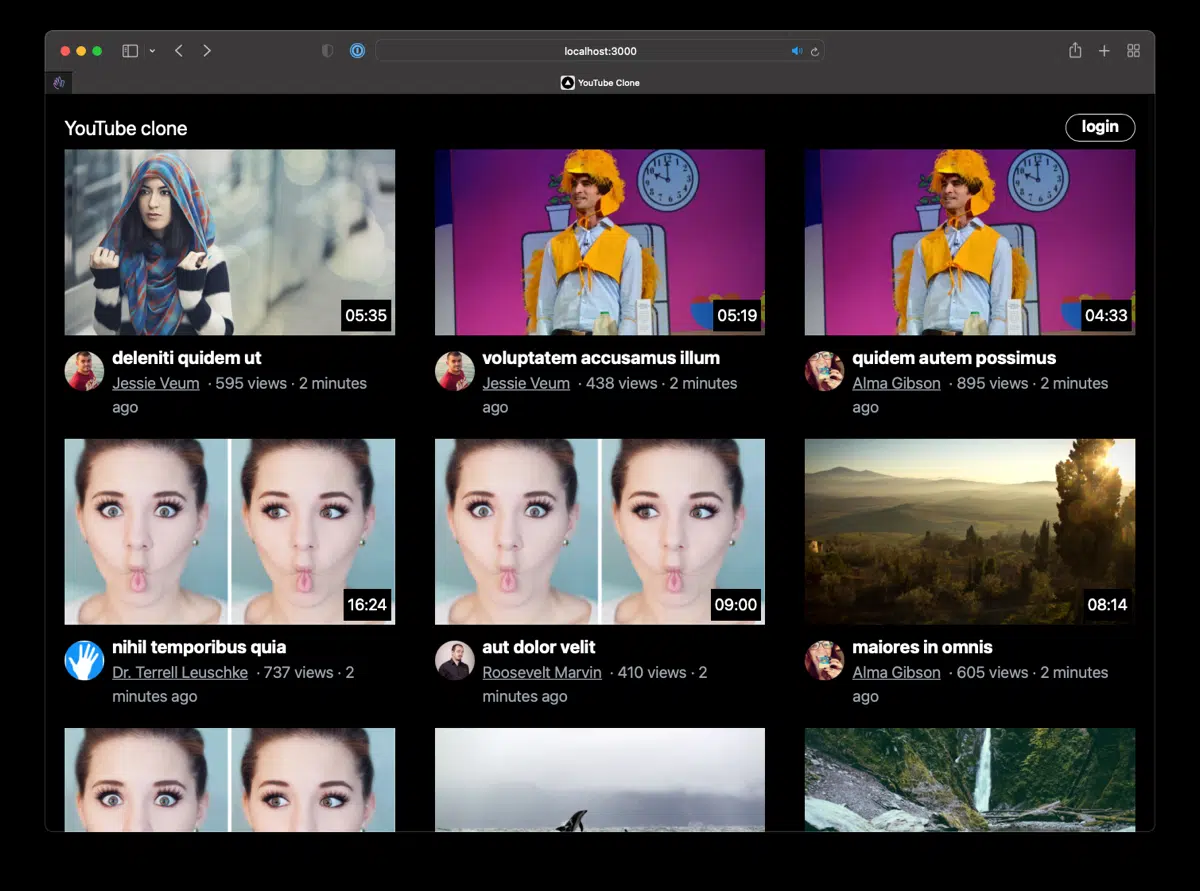 localhost:3000
YouTube Clone
YouTube clone
login
05:35
05:19
04:33
deleniti quidem ut
Jessie Veum · 595 views · 2 minutes
ago
voluptatem accusamus illum
Jessie Veum · 438 views · 2 minutes
ago
quidem autem possimus
Alma Gibson · 895 views · 2 minutes
ago
16:24
09:00
08:14
nihil temporibus quia
Dr. Terrell Leuschke · 737 views · 2
minutes ago
aut dolor velit
Roosevelt Marvin · 410 views · 2
minutes ago
maiores in omnis
Alma Gibson · 605 views · 2 minutes
ago